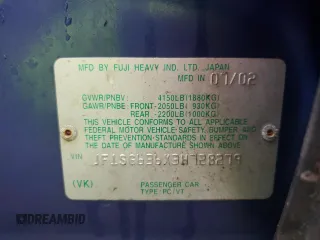 MFD BY FUJI HEAVY IND. LTD. JAPAN
MFD IN 07/02
GVWR/PNBV: 4150LB(1880KG)
GAWR/PNBE FRONT-2050LB( 930KG)
REAR -2200LB(1000KG)
THIS VEHICLE CONFORMS TO ALL APPLICABLE
FEDERAL MOTOR VEHICLE SAFETY, BUMPER, AND
THEFT PREVENTION STANDARDS IN EFFECT ON
THE DATE OF MANUFACTURE SHOWN ABOVE.
VIN
(VK) PASSENGER CAR
TYPE:PC/VT
© DREAMBID AD